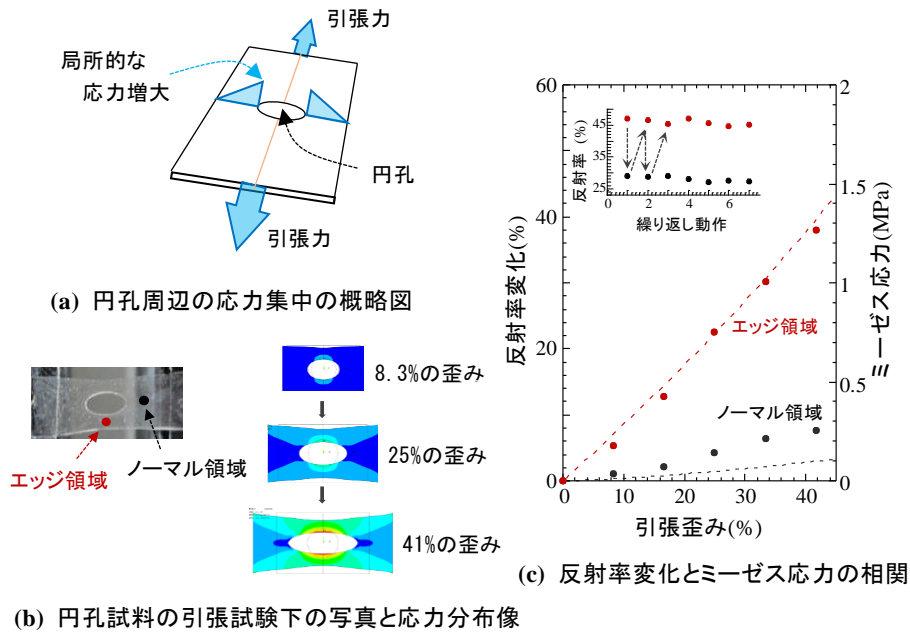 引張力
局所的な
応力増大
円孔
引張力
(a) 円孔周辺の応力集中の概略図
エッジ領域
ノーマル領域
8.3%の歪み
25%の歪み
41%の歪み
(b) 円孔試料の引張試験下の写真と応力分布像
60
40
20
0
反射率変化(%)
2
1.5
1
0.5
0
ミーゼス応力(MPa)
45
35
25
反射率 (%)
0 2 4 6
繰り返し動作
エッジ領域
ノーマル領域
0 10 20 30 40
引張歪み(%)
(c) 反射率変化とミーゼス応力の相関